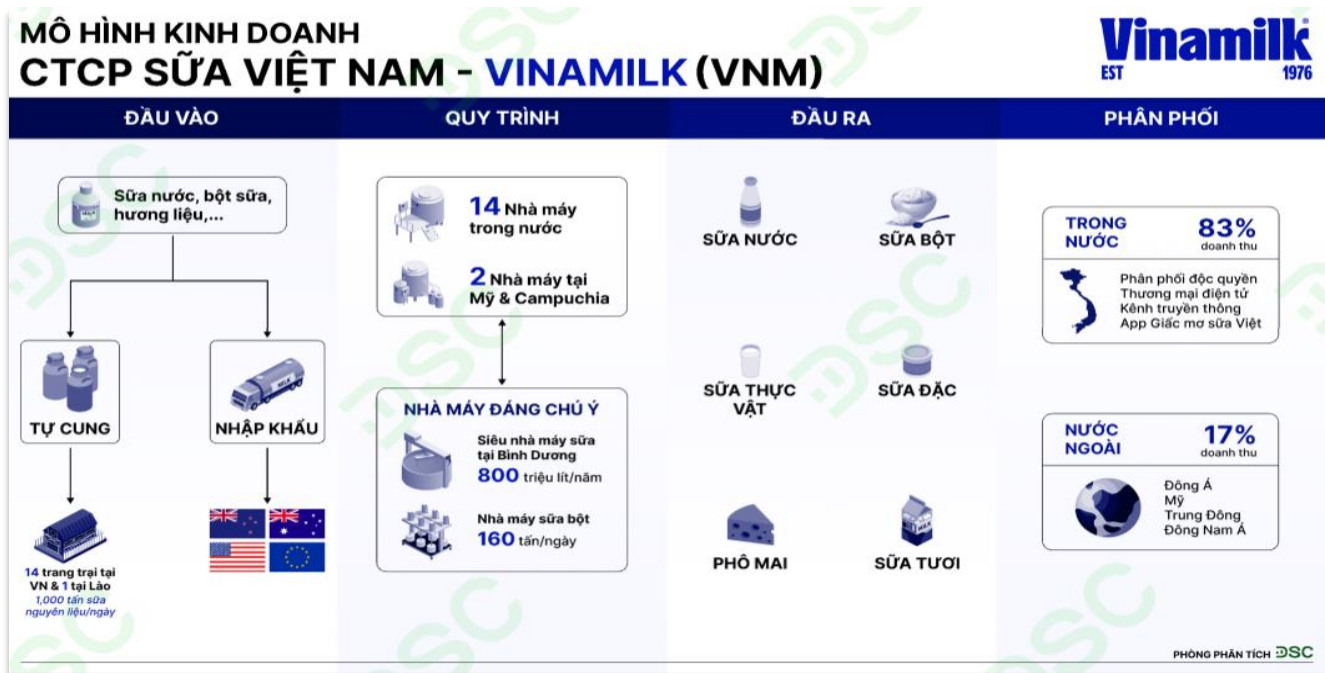 MÔ HÌNH KINH DOANH
CTCP SỮA VIỆT NAM - VINAMILK (VNM)
Vinamilk
EST 1976
ĐẦU VÀO
Sữa nước, bột sữa,
hương liệu,...
TỰ CUNG
NHẬP KHẨU
14 trang trại tại
VN & 1 tại Lào
1,000 tấn sữa
nguyên liệu/ngày
QUY TRÌNH
14 Nhà máy
trong nước
2 Nhà máy tại
Mỹ & Campuchia
NHÀ MÁY ĐÁNG CHÚ Ý
Siêu nhà máy sữa
tại Bình Dương
800 triệu lít/năm
Nhà máy sữa bột
160 tấn/ngày
ĐẦU RA
SỮA NƯỚC
SỮA BỘT
SỮA THỰC
VẬT
SỮA ĐẶC
PHÔ MAI
MILK
SỮA TƯƠI
PHÂN PHỐI
TRONG
NƯỚC
83%
doanh thu
Phân phối độc quyền
Thương mại điện tử
Kênh truyền thông
App Giấc mơ sữa Việt
NƯỚC
NGOÀI
17%
doanh thu
Đông Á
Mỹ
Trung Đông
Đông Nam Á
PHÒNG PHÂN TÍCH DSC